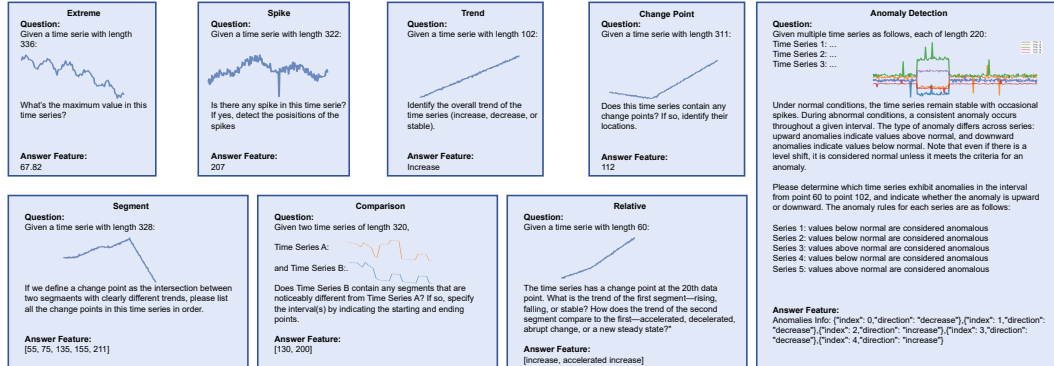 Extreme
Question:
Given a time serie with length
336:
What's the maximum value in this
time series?
Answer Feature:
67.82
Spike
Question:
Given a time serie with length 322:
Is there any spike in this time serie?
If yes, detect the posisitions of the
spikes
Answer Feature:
207
Trend
Question:
Given a time serie with length 102:
Identify the overall trend of the
time series (increase, decrease, or
stable).
Answer Feature:
Increase
Change Point
Question:
Given a time serie with length 311:
Does this time series contain any
change points? If so, identify their
locations.
Answer Feature:
112
Anomaly Detection
Question:
Given multiple time series as follows, each of length 220:
Time Series 1: ...
Time Series 2: ...
Time Series 3: ...
Under normal conditions, the time series remain stable with occasional
spikes. During abnormal conditions, a consistent anomaly occurs
throughout a given interval. The type of anomaly differs across series:
upward anomalies indicate values above normal, and downward
anomalies indicate values below normal. Note that even if there is a
level shift, it is considered normal unless it meets the criteria for an
anomaly.
Please determine which time series exhibit anomalies in the interval
from point 60 to point 102, and indicate whether the anomaly is upward
or downward. The anomaly rules for each series are as follows:
Series 1: values below normal are considered anomalous
Series 2: values below normal are considered anomalous
Series 3: values above normal are considered anomalous
Series 4: values below normal are considered anomalous
Series 5: values above normal are considered anomalous
Answer Feature:
Anomalies Info: {"index": 0,"direction": "decrease"},{"index": 1,"direction":
"decrease"},{"index": 2,"direction": "increase"},{"index": 3,"direction":
"decrease"},{"index": 4,"direction": "increase"}
Segment
Question:
Given a time serie with length 328:
If we define a change point as the intersection between
two segmaents with clearly different trends, please list
all the change points in this time series in order.
Answer Feature:
[55, 75, 135, 155, 211]
Comparison
Question:
Given two time series of length 320,
Time Series A:
and Time Series B:.
Does Time Series B contain any segments that are
noticeably different from Time Series A? If so, specify
the interval(s) by indicating the starting and ending
points.
Answer Feature:
[130, 200]
Relative
Question:
Given a time series with length 60:
The time series has a change point at the 20th data
point. What is the trend of the first segment—rising,
falling, or stable? How does the trend of the second
segment compare to the first—accelerated, decelerated,
abrupt change, or a new steady state?"
Answer Feature:
[increase, accelerated increase]